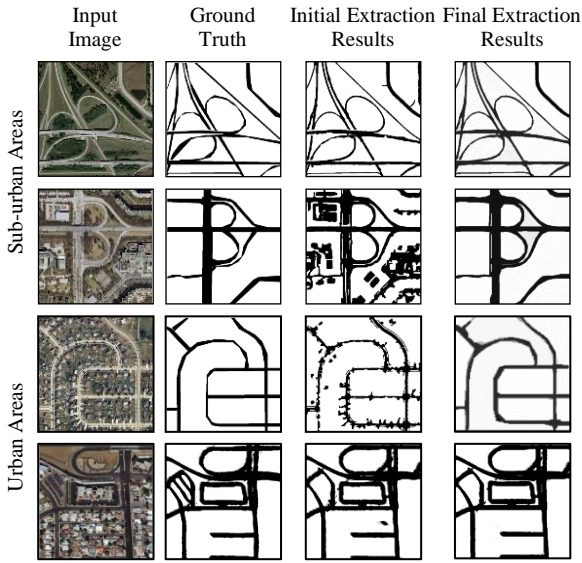 Input Image
Ground Truth
Initial Extraction Results
Final Extraction Results
Sub-urban Areas
Urban Areas